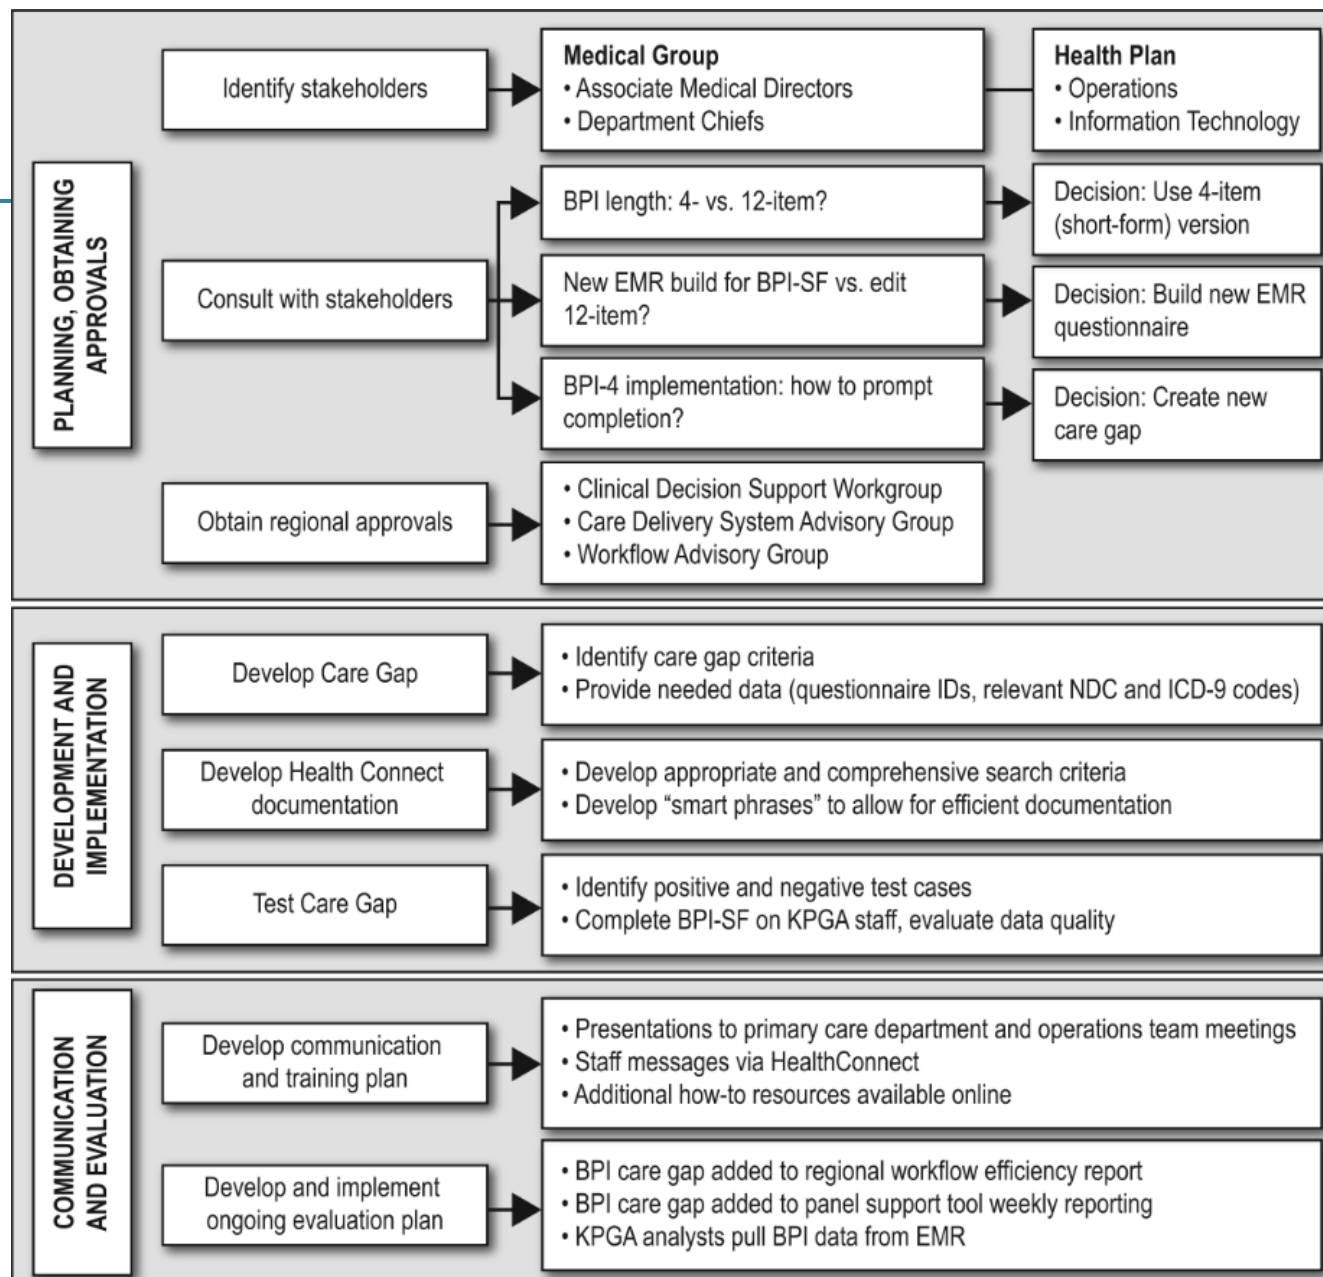 PLANNING, OBTAINING
APPROVALS
Identify stakeholders
Medical Group
• Associate Medical Directors
• Department Chiefs
Health Plan
• Operations
• Information Technology
Consult with stakeholders
BPI length: 4- vs. 12-item?
Decision: Use 4-item
(short-form) version
New EMR build for BPI-SF vs. edit
12-item?
Decision: Build new EMR
questionnaire
BPI-4 implementation: how to prompt
completion?
Decision: Create new
care gap
Obtain regional approvals
• Clinical Decision Support Workgroup
• Care Delivery System Advisory Group
• Workflow Advisory Group
DEVELOPMENT AND
IMPLEMENTATION
Develop Care Gap
• Identify care gap criteria
• Provide needed data (questionnaire IDs, relevant NDC and ICD-9 codes)
Develop Health Connect
documentation
• Develop appropriate and comprehensive search criteria
• Develop “smart phrases” to allow for efficient documentation
Test Care Gap
• Identify positive and negative test cases
• Complete BPI-SF on KPGA staff, evaluate data quality
COMMUNICATION
AND EVALUATION
Develop communication
and training plan
• Presentations to primary care department and operations team meetings
• Staff messages via HealthConnect
• Additional how-to resources available online
Develop and implement
ongoing evaluation plan
• BPI care gap added to regional workflow efficiency report
• BPI care gap added to panel support tool weekly reporting
• KPGA analysts pull BPI data from EMR